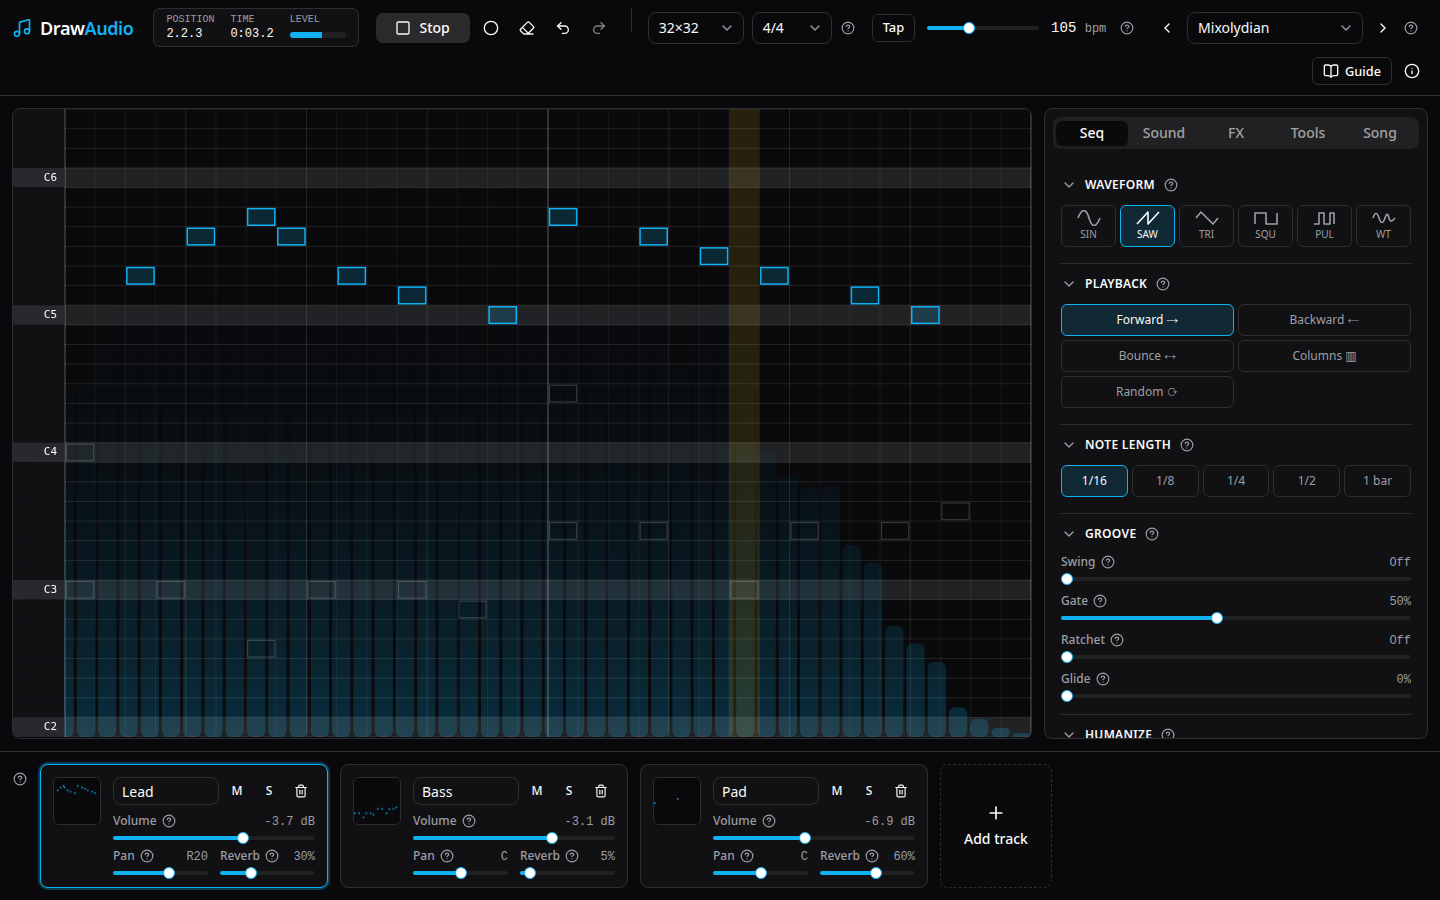 DrawAudio
POSITION TIME LEVEL
2.2.3 0:03.2
Stop
32×32
4/4
Tap
105 bpm
Mixolydian
Guide
C6
C5
C4
C3
C2
Seq Sound FX Tools Song
WAVEFORM
SIN SAW TRI SQU PUL WT
PLAYBACK
Forward → Backward ←
Bounce ↔ Columns ▥
Random ⟳
NOTE LENGTH
1/16 1/8 1/4 1/2 1 bar
GROOVE
Swing Off
Gate 50%
Ratchet Off
Glide 0%
HUMANIZE
Lead M S
Volume -3.7 dB
Pan R20 Reverb 30%
Bass M S
Volume -3.1 dB
Pan C Reverb 5%
Pad M S
Volume -6.9 dB
Pan C Reverb 60%
Add track